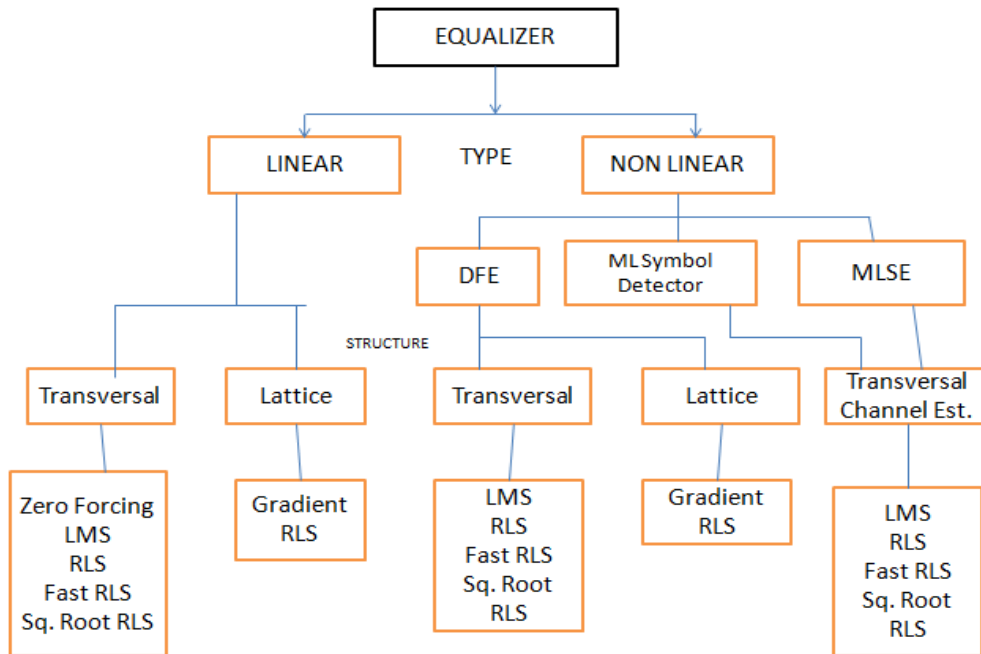 EQUALIZER
LINEAR
TYPE
NON LINEAR
DFE
ML Symbol
Detector
MLSE
STRUCTURE
Transversal
Lattice
Transversal
Lattice
Transversal
Channel Est.
Zero Forcing
LMS
RLS
Fast RLS
Sq. Root RLS
Gradient
RLS
LMS
RLS
Fast RLS
Sq. Root
RLS
Gradient
RLS
LMS
RLS
Fast RLS
Sq. Root
RLS